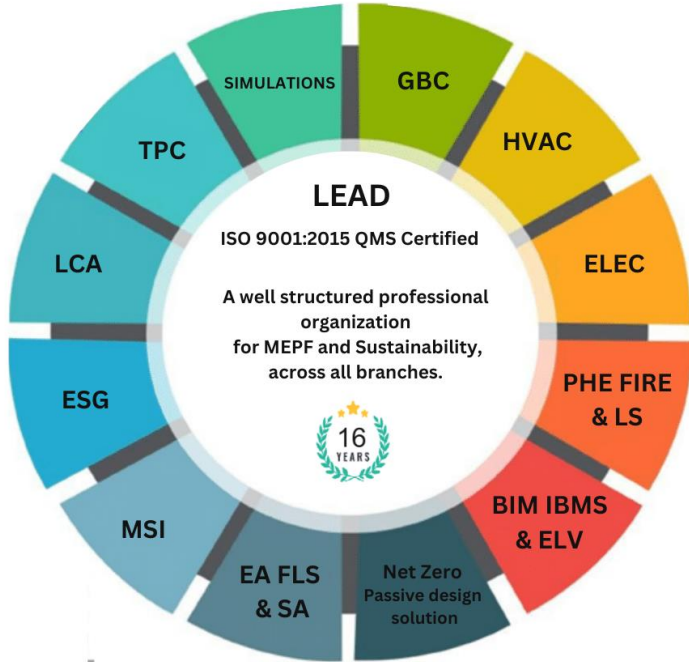 SIMULATIONS
GBC
HVAC
ELEC
PHE FIRE
& LS
BIM IBMS
& ELV
Net Zero
Passive design
solution
EA FLS
& SA
MSI
ESG
LCA
TPC
LEAD
ISO 9001:2015 QMS Certified
A well structured professional
organization
for MEPF and Sustainability,
across all branches.
16
YEARS